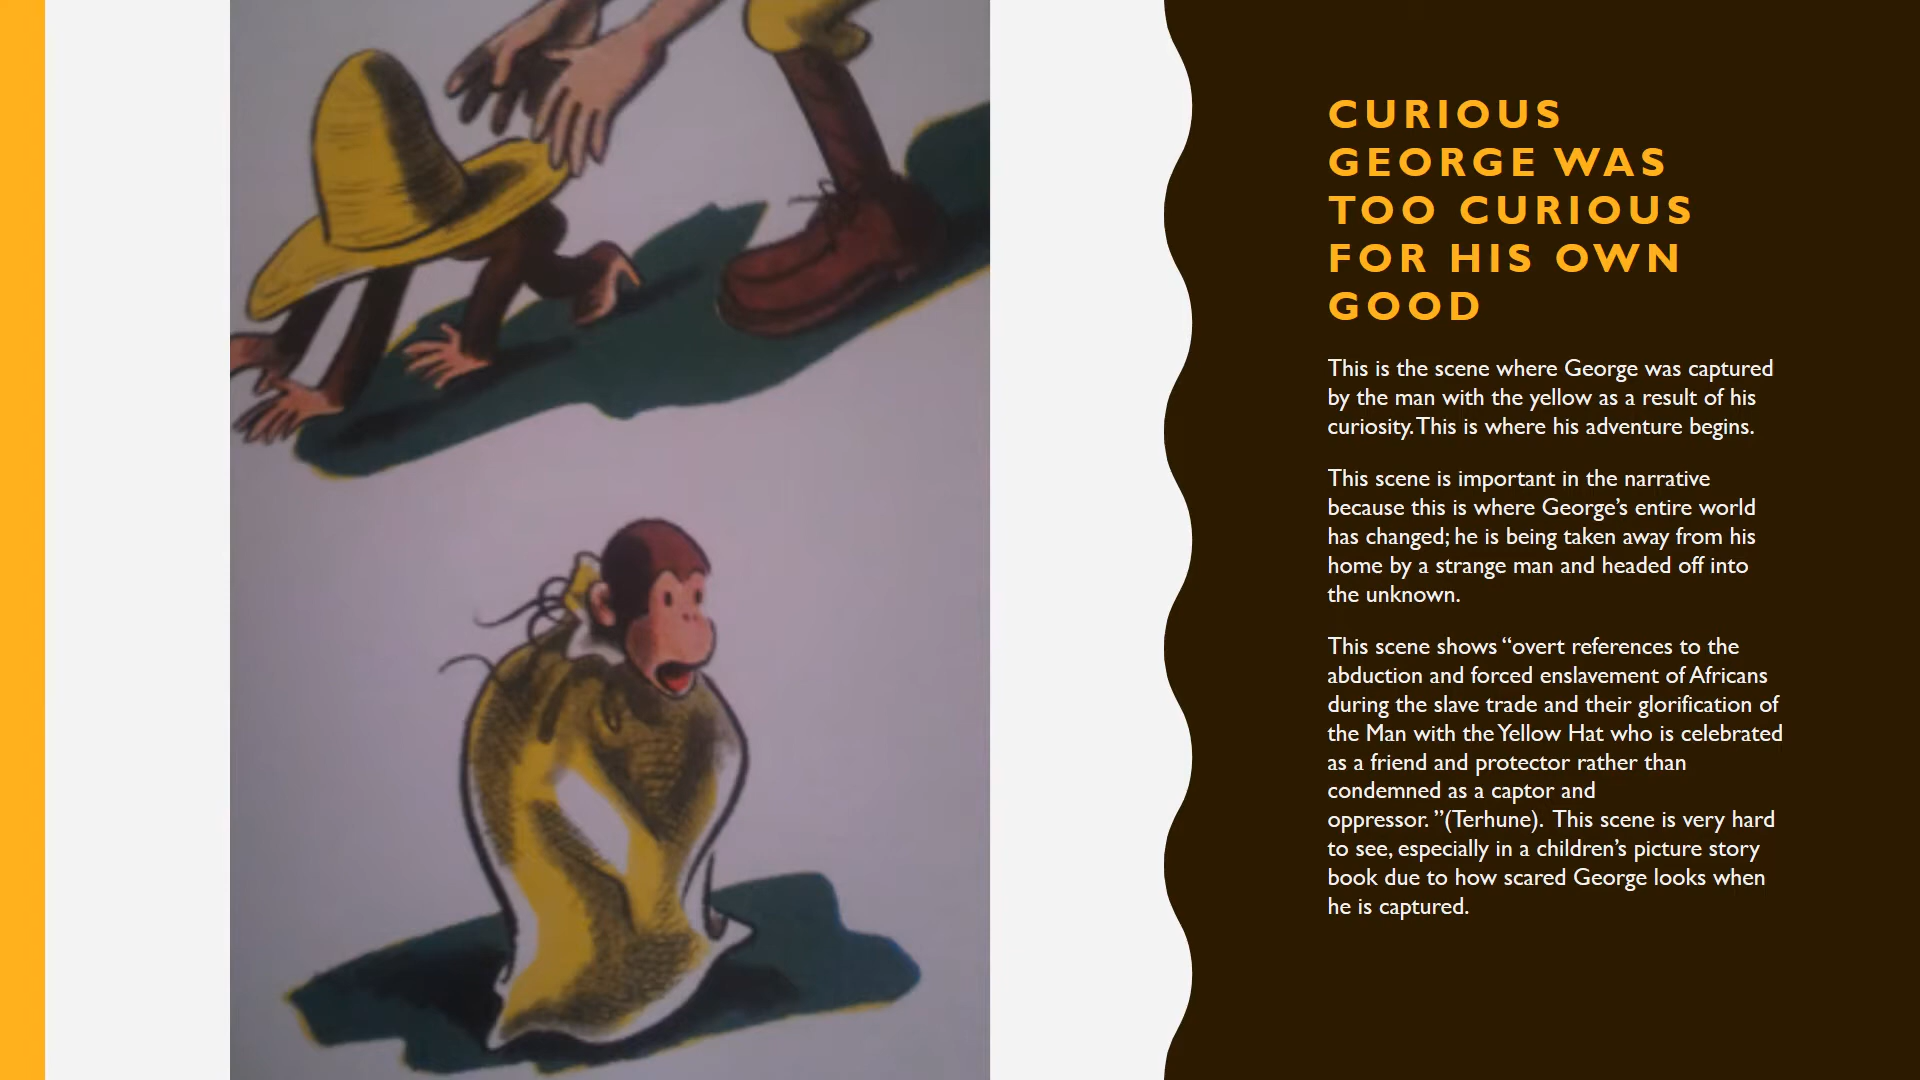 CURIOUS
GEORGE WAS
TOO CURIOUS
FOR HIS OWN
GOOD
This is the scene where George was captured
by the man with the yellow as a result of his
curiosity. This is where his adventure begins.
This scene is important in the narrative
because this is where George’s entire world
has changed; he is being taken away from his
home by a strange man and headed off into
the unknown.
This scene shows “overt references to the
abduction and forced enslavement of Africans
during the slave trade and their glorification of
the Man with the Yellow Hat who is celebrated
as a friend and protector rather than
condemned as a captor and
oppressor. ”(Terhune). This scene is very hard
to see, especially in a children’s picture story
book due to how scared George looks when
he is captured.